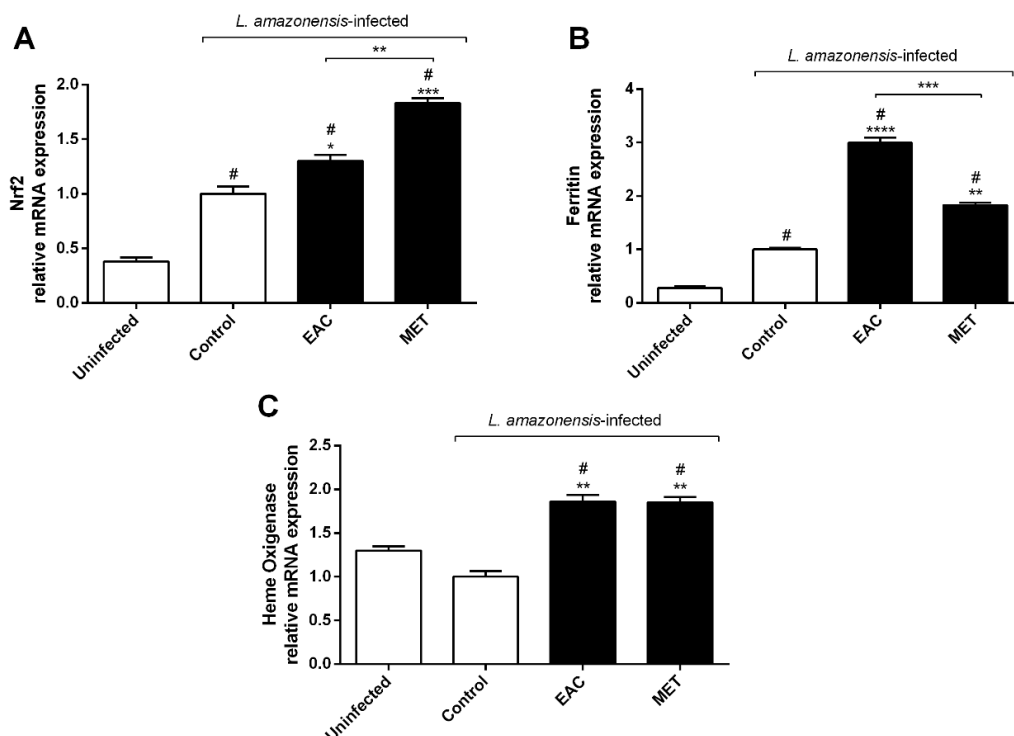 A
L. amazonensis-infected
**
#
***
#
*
#
Nrf2
relative mRNA expression
2.0
1.5
1.0
0.5
0.0
Uninfected
Control
EAC
MET
B
L. amazonensis-infected
***
#
****
#
**
#
Ferritin
relative mRNA expression
4
3
2
1
0
Uninfected
Control
EAC
MET
C
L. amazonensis-infected
#
**
#
**
Heme Oxigenase
relative mRNA expression
2.5
2.0
1.5
1.0
0.5
0.0
Uninfected
Control
EAC
MET